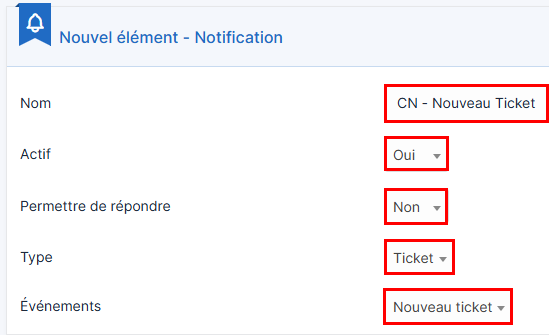 Nouvel élément - Notification
Nom CN - Nouveau Ticket
Actif Oui
Permettre de répondre Non
Type Ticket
Événements Nouveau ticket